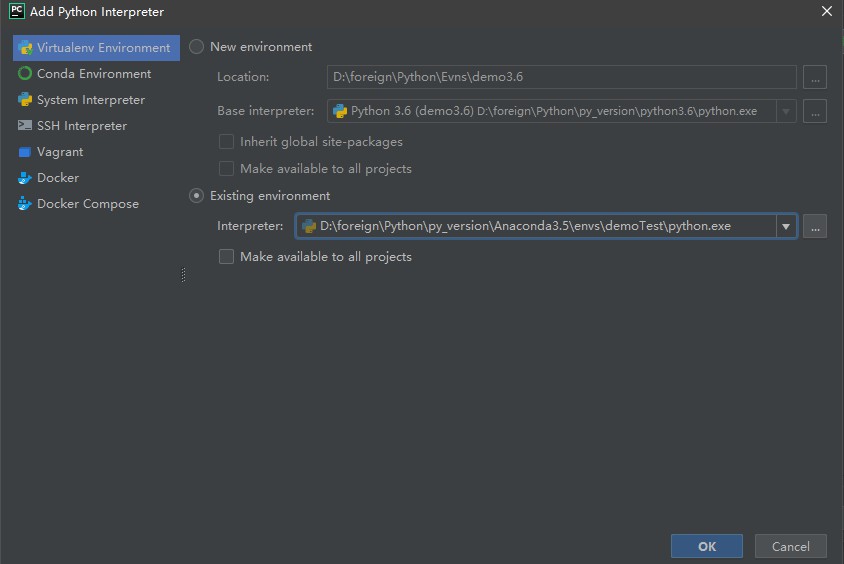 PC Add Python Interpreter
Virtualenv Environment
Conda Environment
System Interpreter
SSH Interpreter
Vagrant
Docker
Docker Compose
New environment
Location: D:\foreign\Python\Evns\demo3.6 ...
Base interpreter: Python 3.6 (demo3.6) D:\foreign\Python\py_version\python3.6\python.exe ...
Inherit global site-packages
Make available to all projects
Existing environment
Interpreter: D:\foreign\Python\py_version\Anaconda3.5\envs\demoTest\python.exe ...
Make available to all projects
OK Cancel